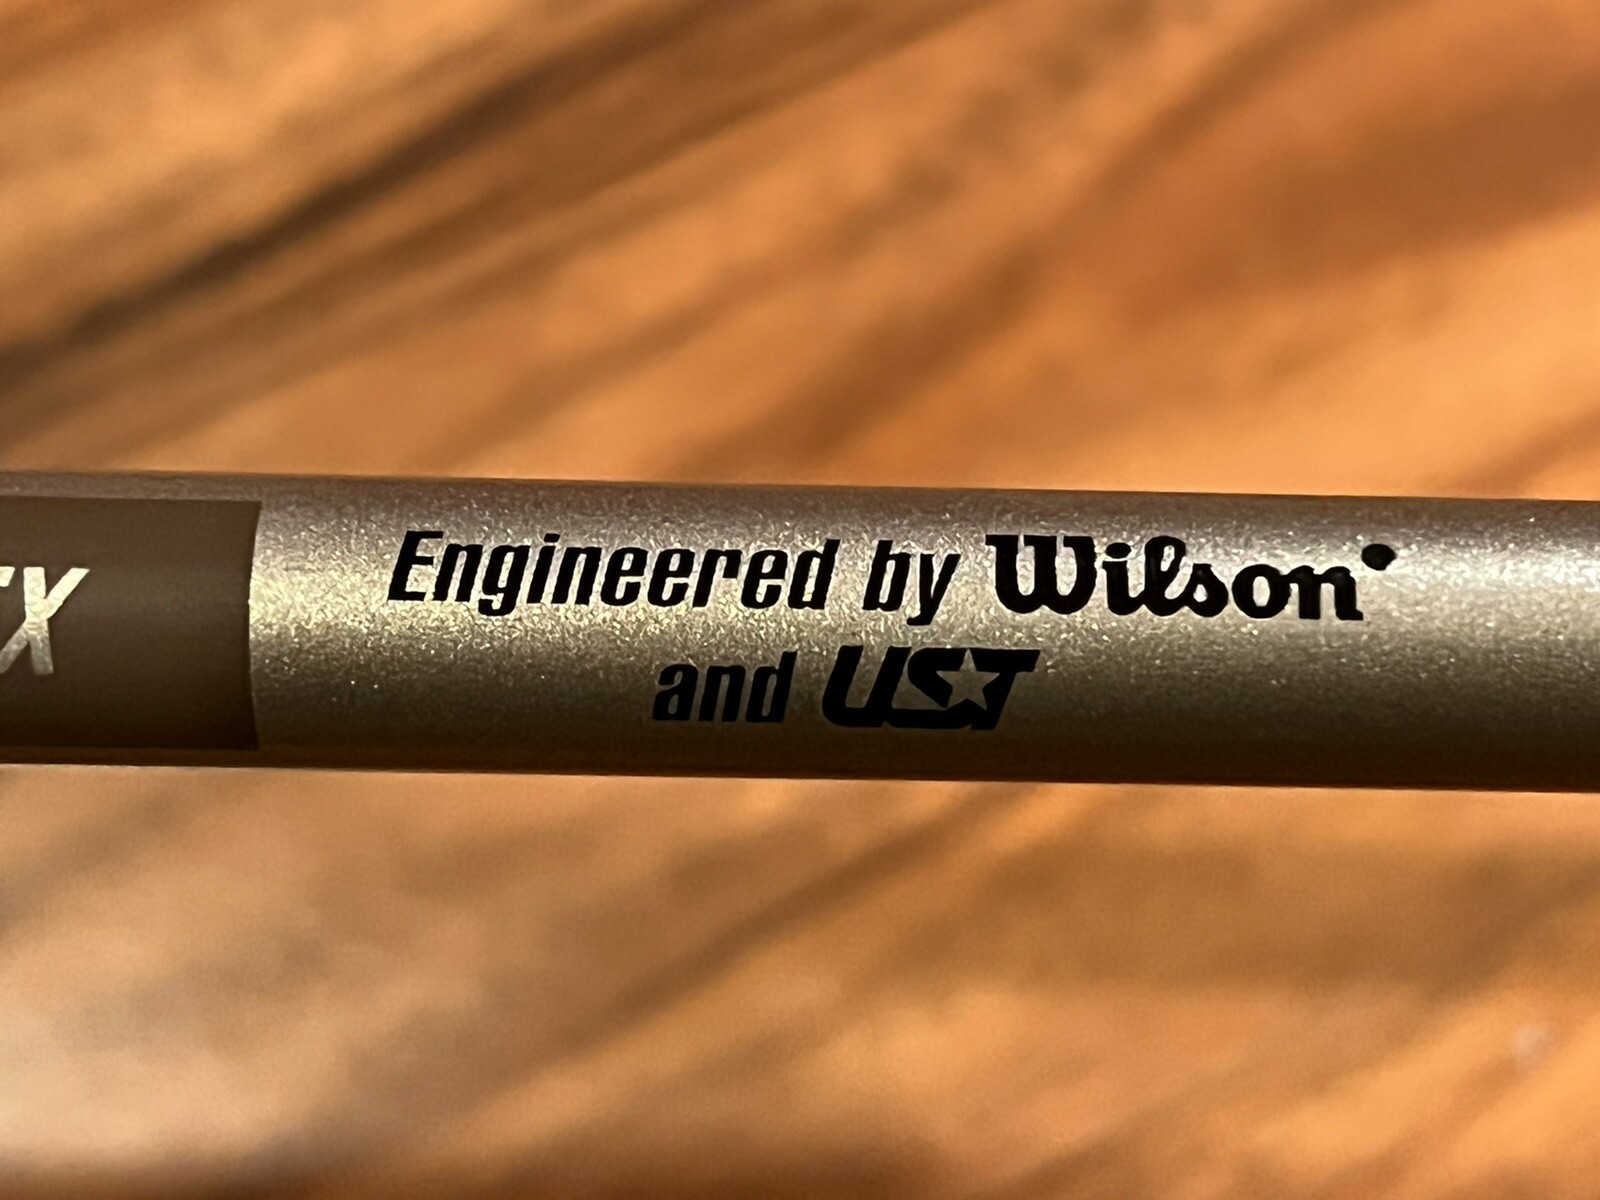 Engineered by Wilson
and UST